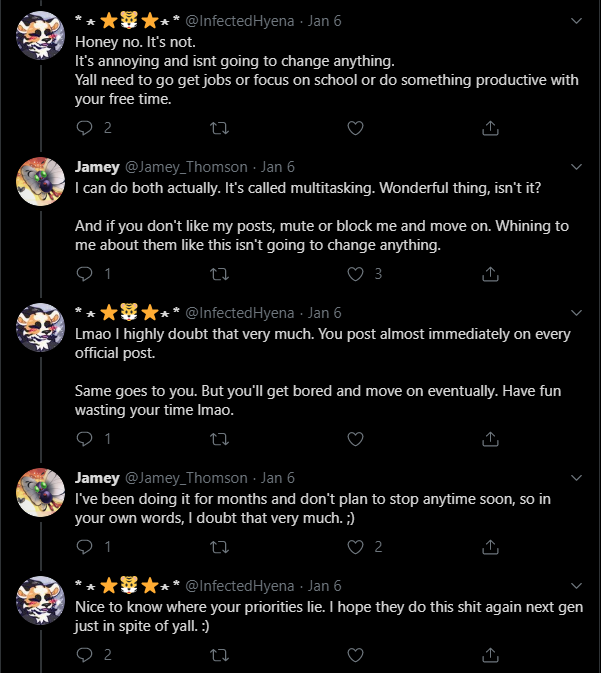 * ⋆ ⭐🐯⭐⋆ * @InfectedHyena · Jan 6
Honey no. It's not.
It's annoying and isnt going to change anything.
Yall need to go get jobs or focus on school or do something productive with
your free time.
2
Jamey @Jamey_Thomson · Jan 6
I can do both actually. It's called multitasking. Wonderful thing, isn't it?
And if you don't like my posts, mute or block me and move on. Whining to
me about them like this isn't going to change anything.
1 3
* ⋆ ⭐🐯⭐⋆ * @InfectedHyena · Jan 6
Lmao I highly doubt that very much. You post almost immediately on every
official post.
Same goes to you. But you'll get bored and move on eventually. Have fun
wasting your time lmao.
1
Jamey @Jamey_Thomson · Jan 6
I've been doing it for months and don't plan to stop anytime soon, so in
your own words, I doubt that very much. ;)
1 2
* ⋆ ⭐🐯⭐⋆ * @InfectedHyena · Jan 6
Nice to know where your priorities lie. I hope they do this shit again next gen
just in spite of yall. :)
2